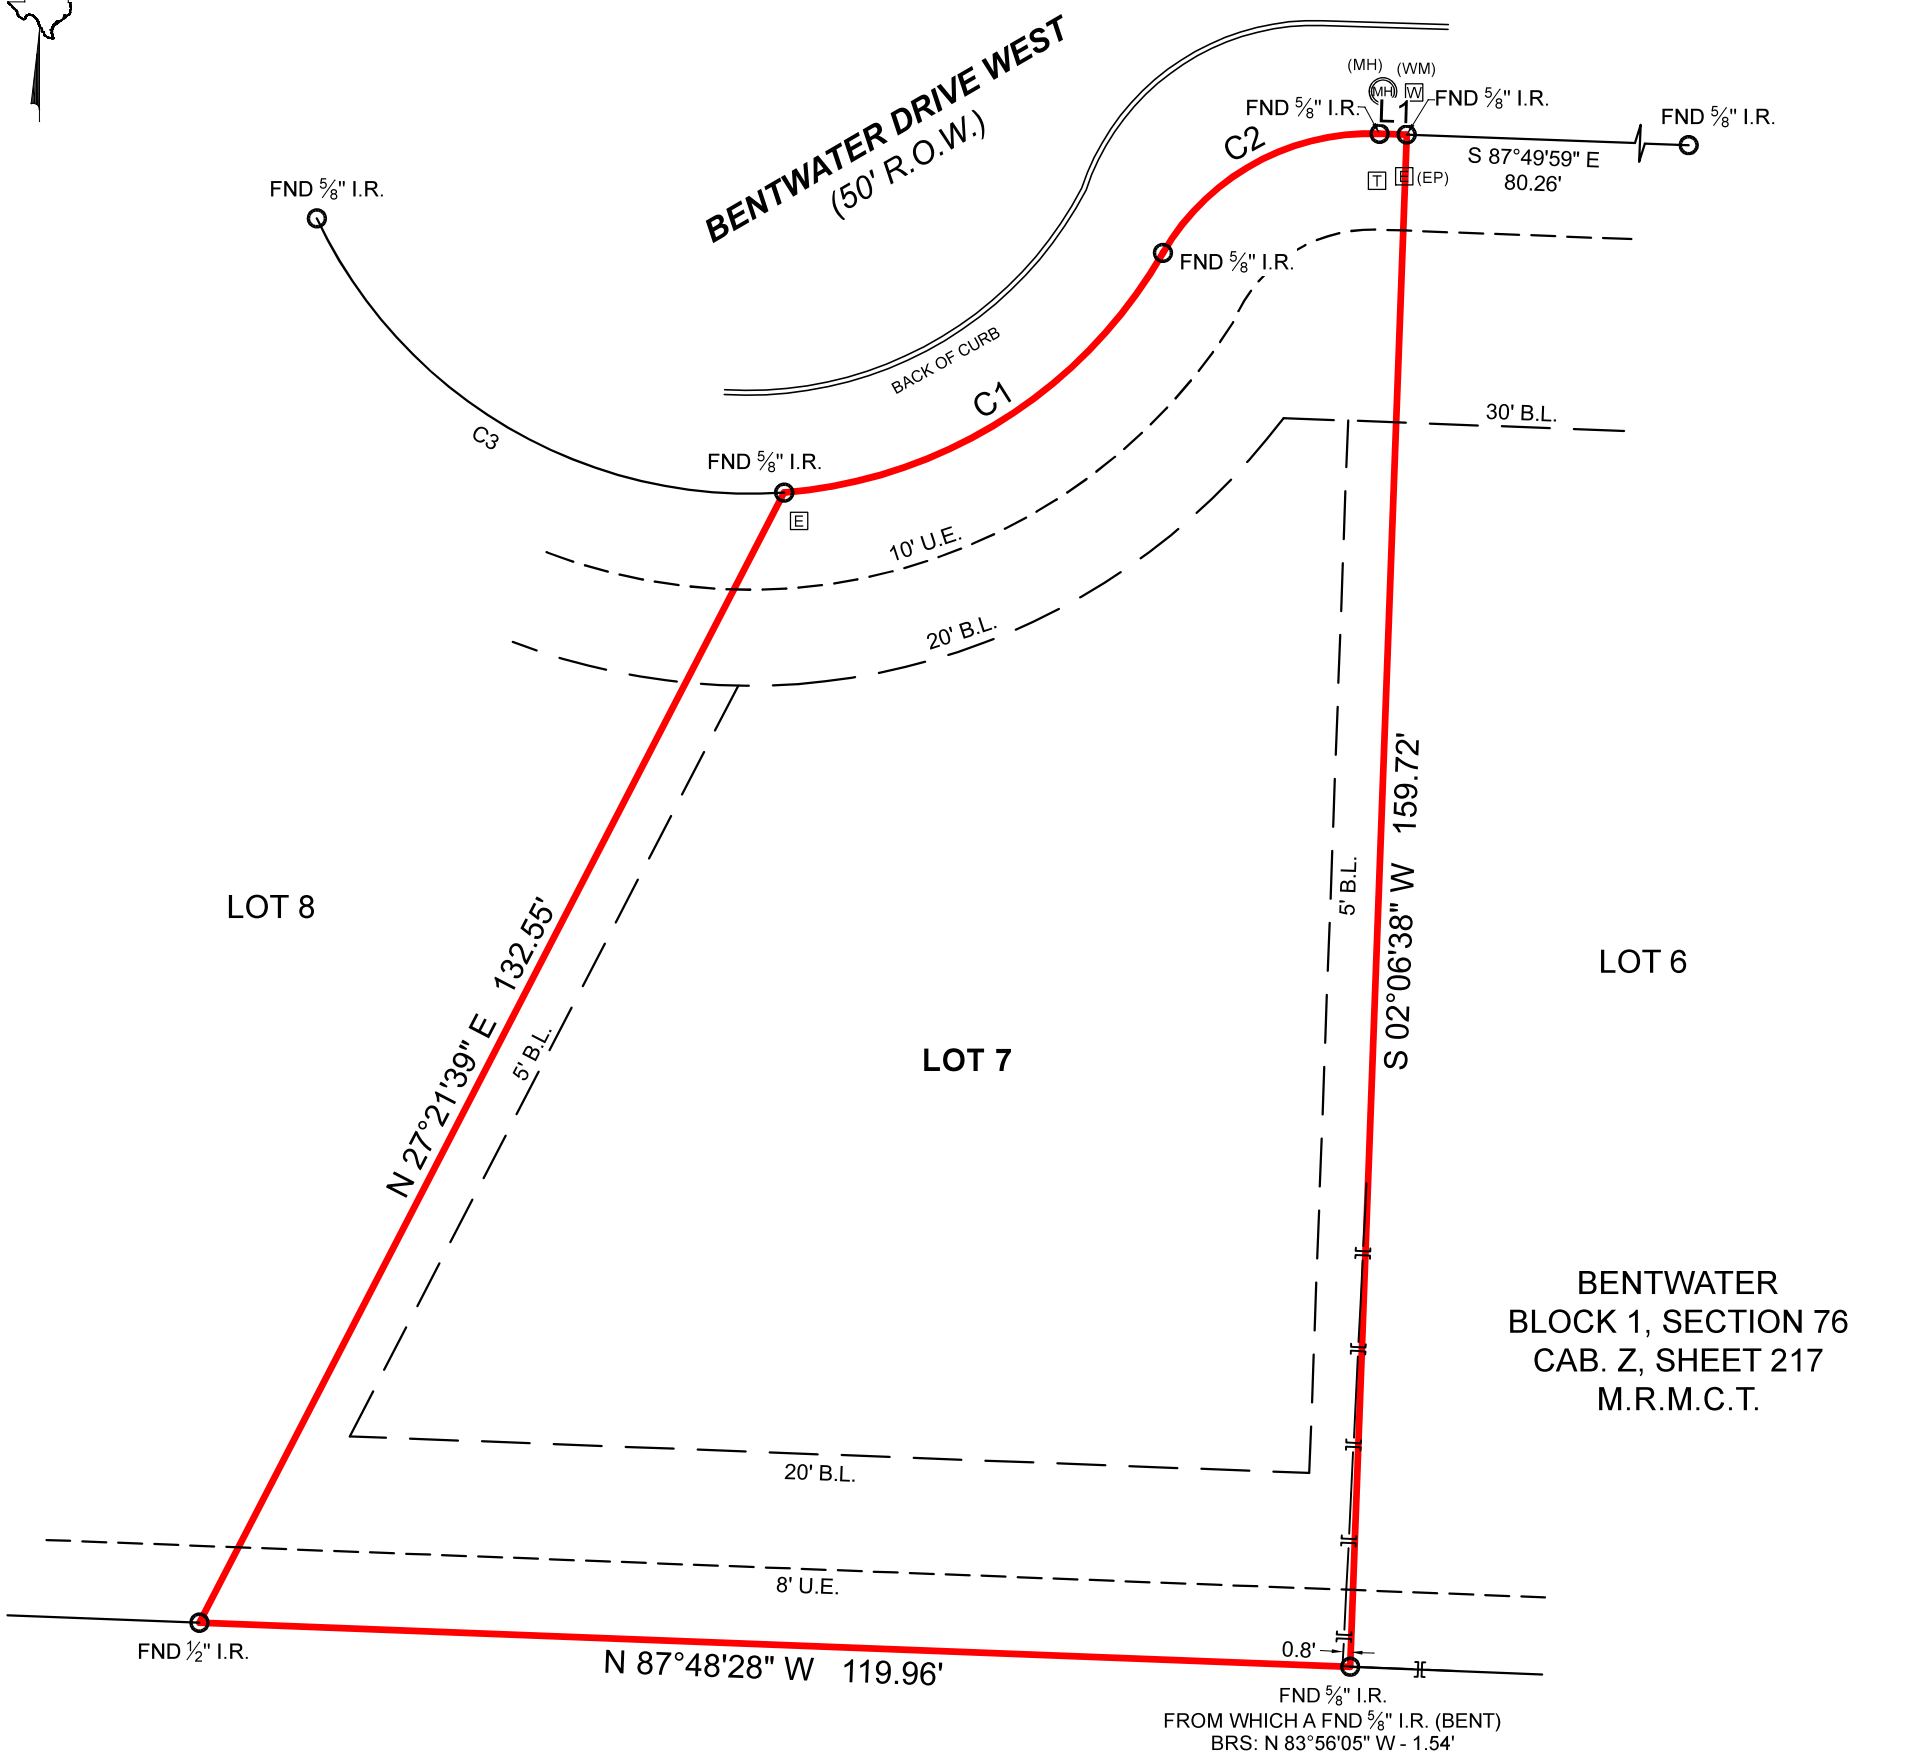 BENTWATER DRIVE WEST
(50' R.O.W.)
(MH) (WM)
MH W
FND ⅝" I.R. L1 FND ⅝" I.R.
FND ⅝" I.R.
C2
S 87°49'59" E
80.26'
T E (EP)
FND ⅝" I.R.
FND ⅝" I.R.
BACK OF CURB
C1
C3
30' B.L.
FND ⅝" I.R.
E
10' U.E.
20' B.L.
S 02°06'38" W 159.72'
5' B.L.
LOT 8
N 27°21'39" E 132.55'
5' B.L.
LOT 7
LOT 6
BENTWATER
BLOCK 1, SECTION 76
CAB. Z, SHEET 217
M.R.M.C.T.
20' B.L.
8' U.E.
FND ½" I.R.
N 87°48'28" W 119.96'
0.8'
FND ⅝" I.R.
FROM WHICH A FND ⅝" I.R. (BENT)
BRS: N 83°56'05" W - 1.54'